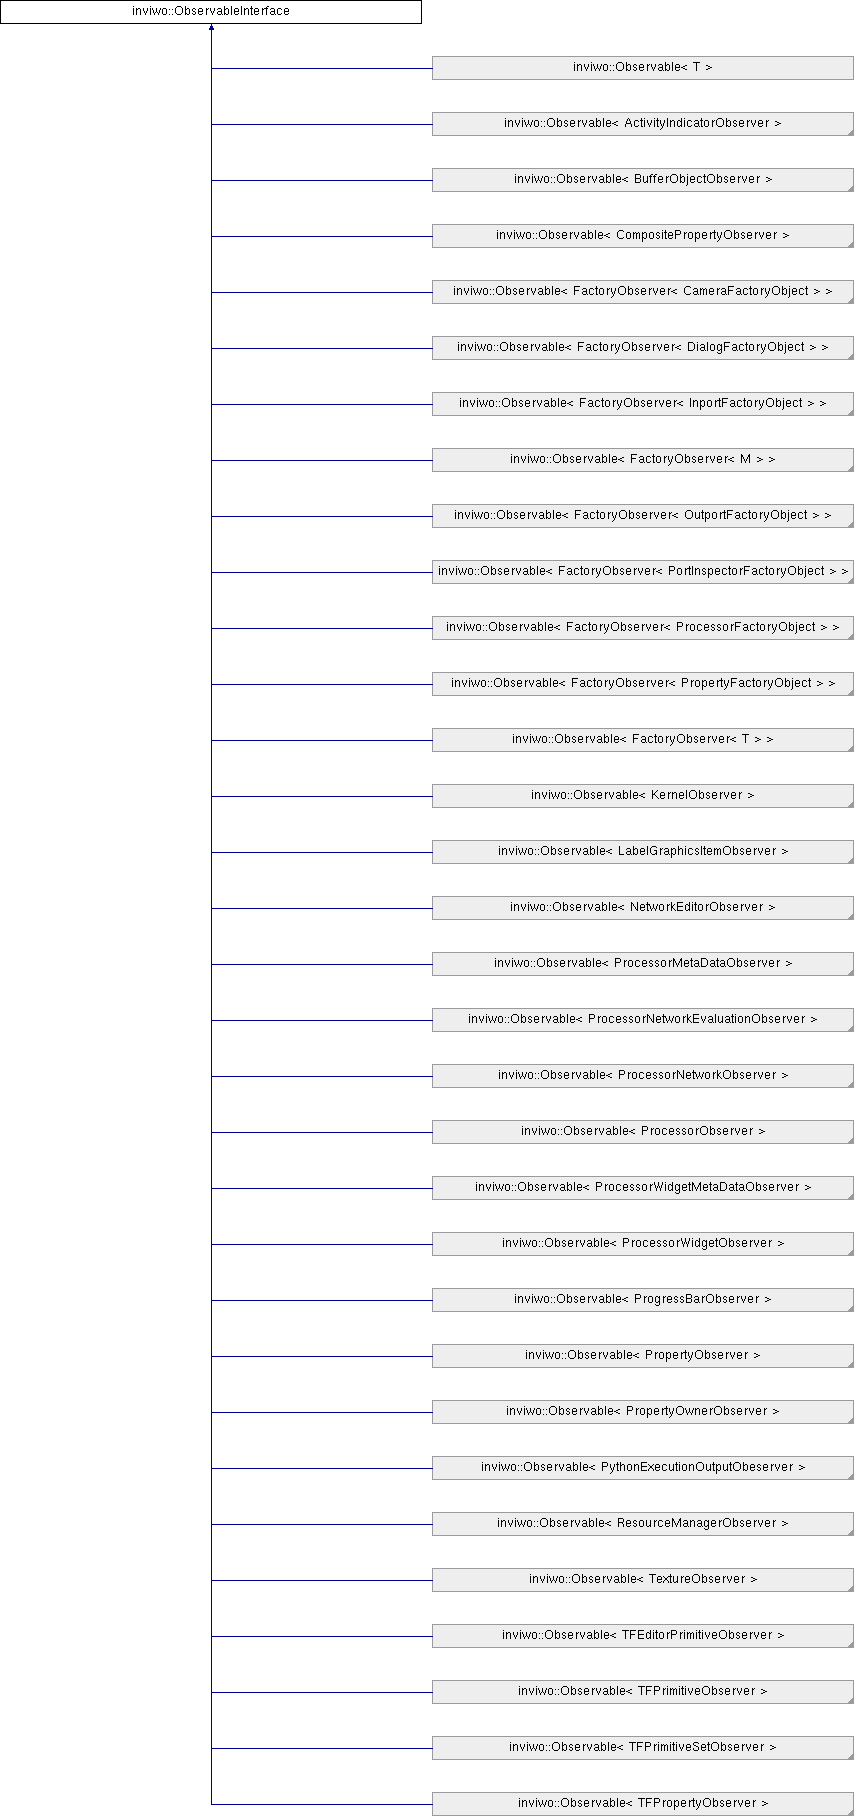 inviwo::ObservableInterface
inviwo::Observable< T >
inviwo::Observable< ActivityIndicatorObserver >
inviwo::Observable< BufferObjectObserver >
inviwo::Observable< CompositePropertyObserver >
inviwo::Observable< FactoryObserver< CameraFactoryObject > >
inviwo::Observable< FactoryObserver< DialogFactoryObject > >
inviwo::Observable< FactoryObserver< InportFactoryObject > >
inviwo::Observable< FactoryObserver< M > >
inviwo::Observable< FactoryObserver< OutportFactoryObject > >
inviwo::Observable< FactoryObserver< PortInspectorFactoryObject > >
inviwo::Observable< FactoryObserver< ProcessorFactoryObject > >
inviwo::Observable< FactoryObserver< PropertyFactoryObject > >
inviwo::Observable< FactoryObserver< T > >
inviwo::Observable< KernelObserver >
inviwo::Observable< LabelGraphicsItemObserver >
inviwo::Observable< NetworkEditorObserver >
inviwo::Observable< ProcessorMetaDataObserver >
inviwo::Observable< ProcessorNetworkEvaluationObserver >
inviwo::Observable< ProcessorNetworkObserver >
inviwo::Observable< ProcessorObserver >
inviwo::Observable< ProcessorWidgetMetaDataObserver >
inviwo::Observable< ProcessorWidgetObserver >
inviwo::Observable< ProgressBarObserver >
inviwo::Observable< PropertyObserver >
inviwo::Observable< PropertyOwnerObserver >
inviwo::Observable< PythonExecutionOutputObeserver >
inviwo::Observable< ResourceManagerObserver >
inviwo::Observable< TextureObserver >
inviwo::Observable< TFEditorPrimitiveObserver >
inviwo::Observable< TFPrimitiveObserver >
inviwo::Observable< TFPrimitiveSetObserver >
inviwo::Observable< TFPropertyObserver >